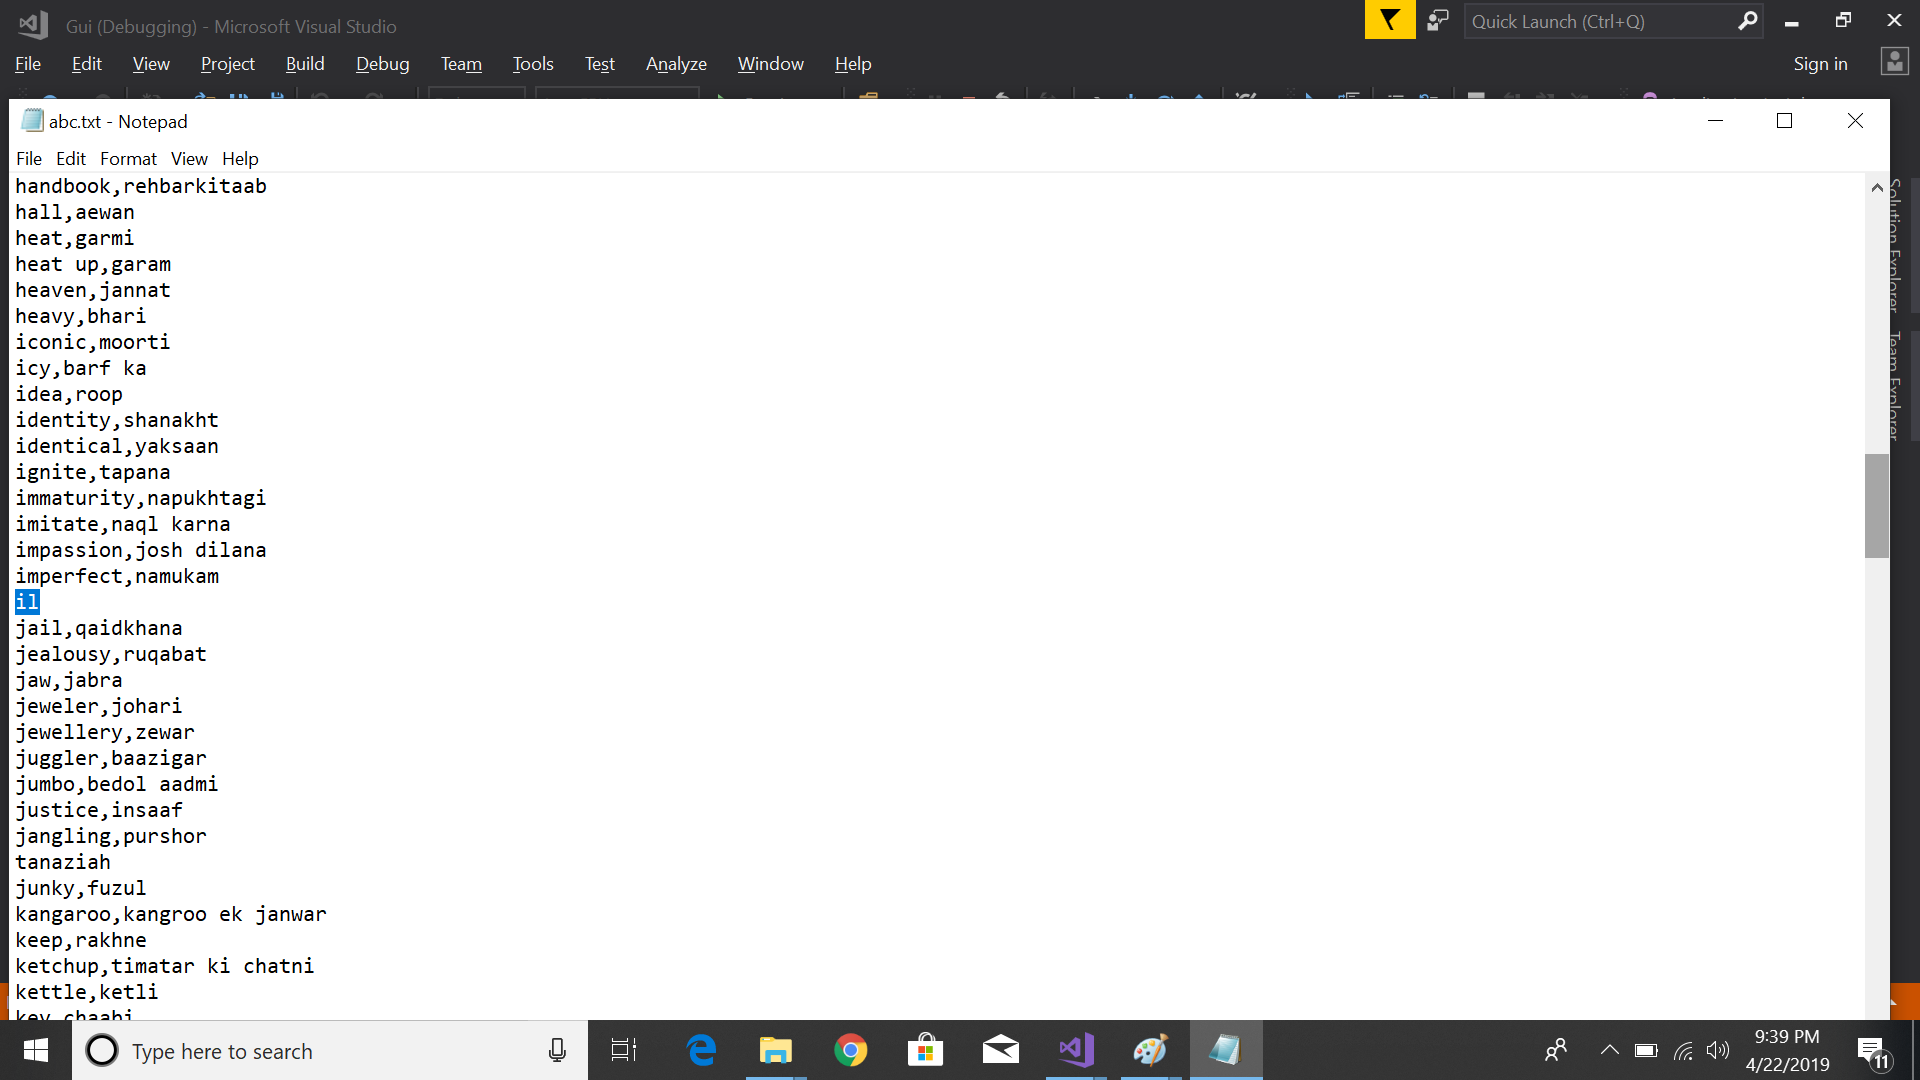 Gui (Debugging) - Microsoft Visual Studio
Quick Launch (Ctrl+Q)
File Edit View Project Build Debug Team Tools Test Analyze Window Help
Sign in
abc.txt - Notepad
File Edit Format View Help
handbook,rehbarkitaab
hall,aewan
heat,garmi
heat up,garam
heaven,jannat
heavy,bhari
iconic,moorti
icy,barf ka
idea,roop
identity,shanakht
identical,yaksaan
ignite,tapana
immaturity,napukhtagi
imitate,naql karna
impassion,josh dilana
imperfect,namukam
il
jail,qaidkhana
jealousy,ruqabat
jaw,jabra
jeweler,johari
jewellery,zewar
juggler,baazigar
jumbo,bedol aadmi
justice,insaaf
jangling,purshor
tanaziah
junky,fuzul
kangaroo,kangroo ek janwar
keep,rakhne
ketchup,timatar ki chatni
kettle,ketli
key,chaabi
Solution Explorer
Team Explorer
Type here to search
9:39 PM
4/22/2019
11